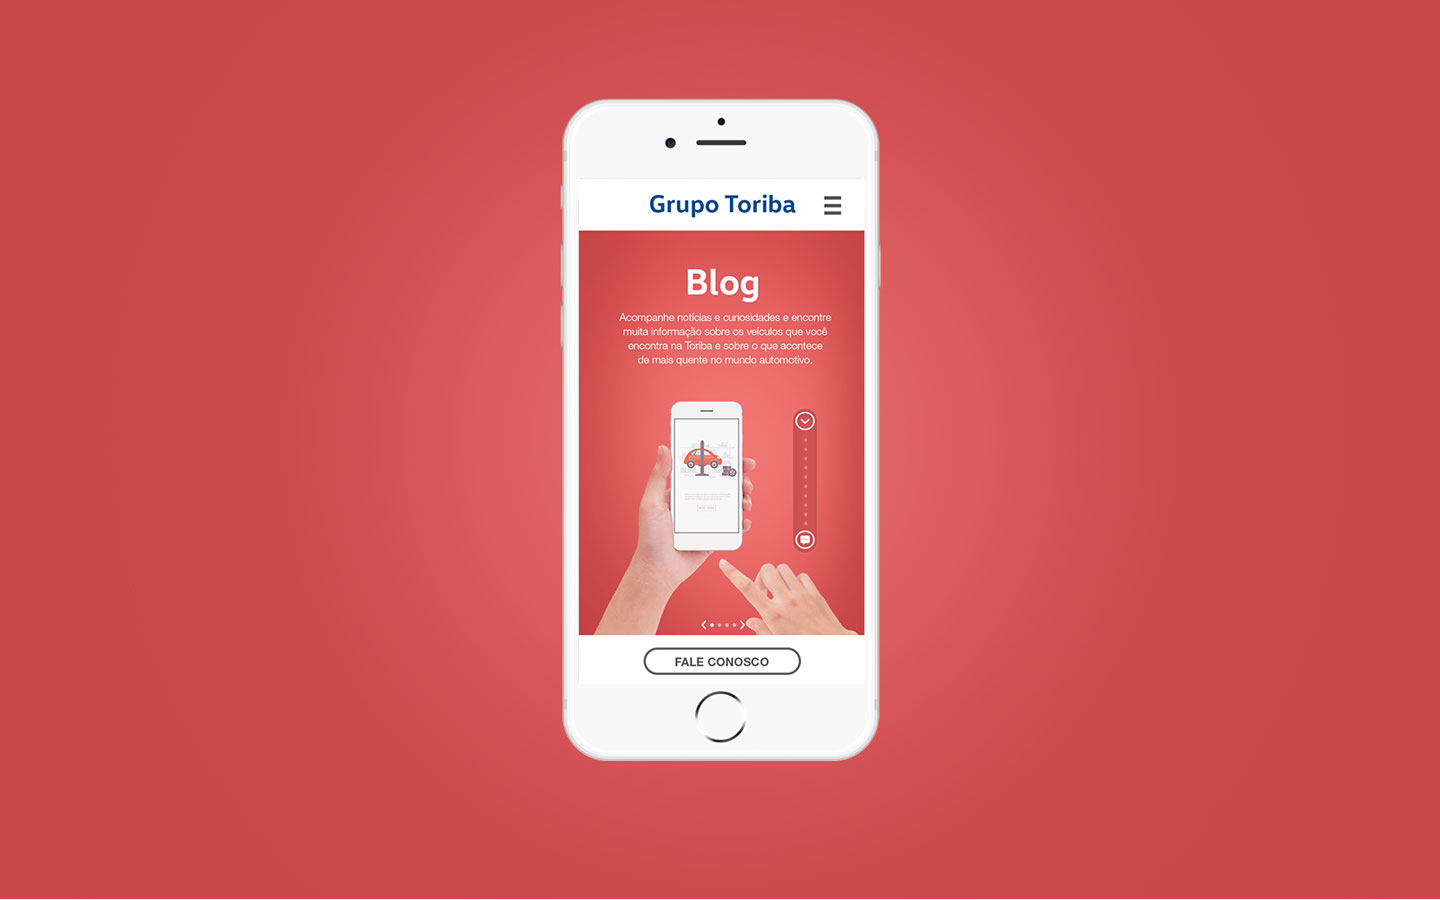 Grupo Toriba
Blog
Acompanhe notícias e curiosidades e encontre
muita informação sobre os veículos que você
encontra na Toriba e sobre o que acontece
de mais quente no mundo automotivo.
FALE CONOSCO